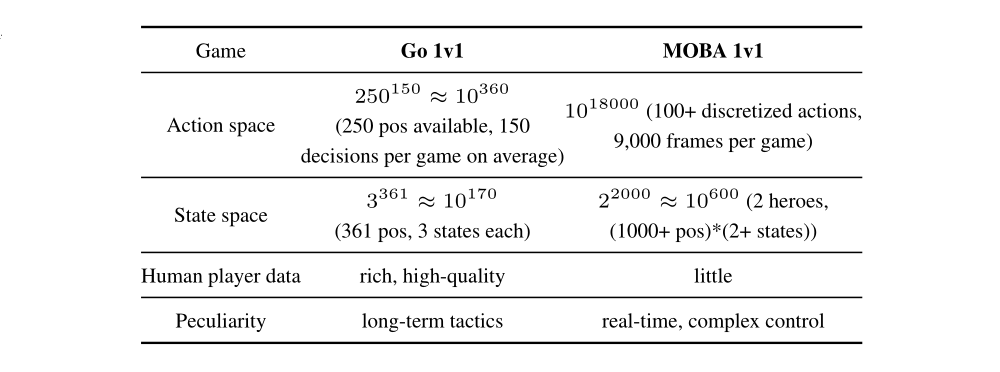 Game Go 1v1 MOBA 1v1
Action space
250^150 ≈ 10^360
(250 pos available, 150
decisions per game on average)
10^18000 (100+ discretized actions,
9,000 frames per game)
State space
3^361 ≈ 10^170
(361 pos, 3 states each)
2^2000 ≈ 10^600 (2 heroes,
(1000+ pos)*(2+ states))
Human player data rich, high-quality little
Peculiarity long-term tactics real-time, complex control